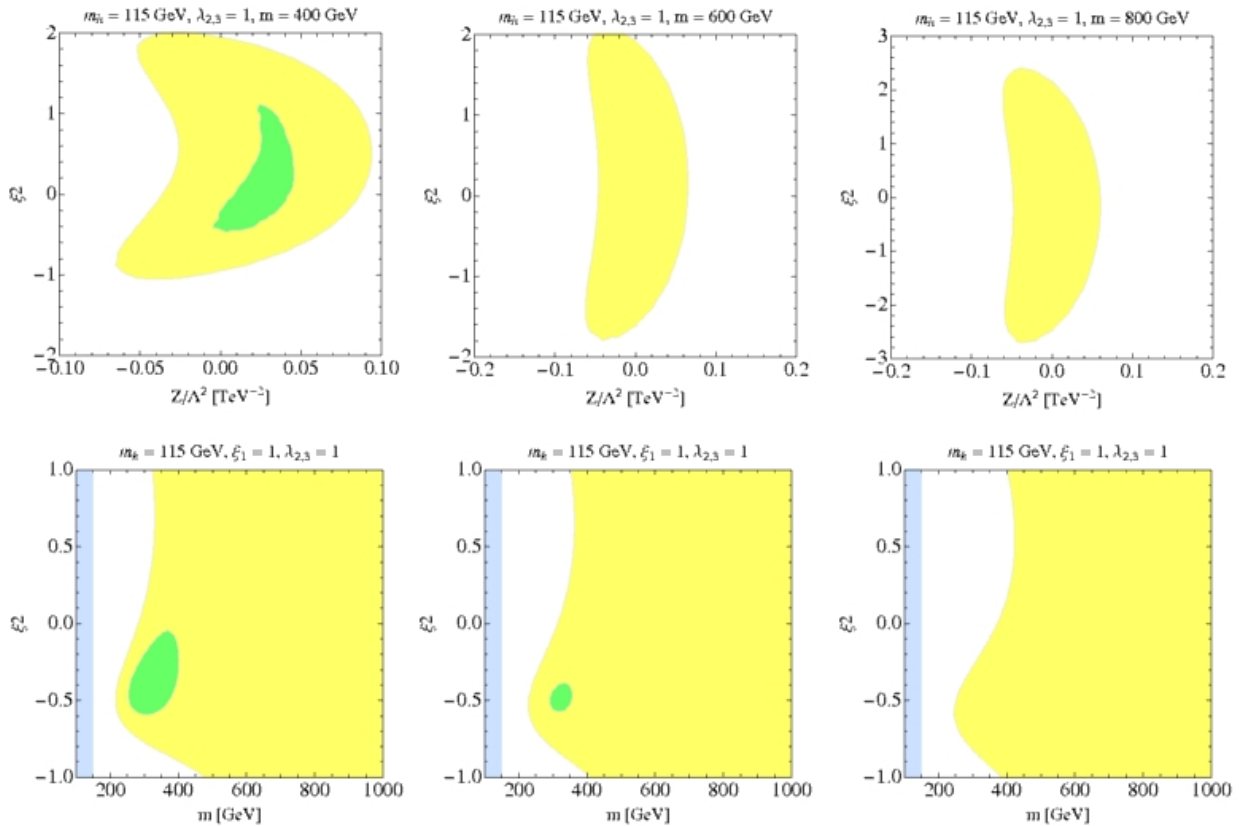 m_h = 115 GeV, λ_{2,3} = 1, m = 400 GeV
2
1
0
−1
−2
ξ2
−0.10 −0.05 0.00 0.05 0.10
Z/Λ² [TeV⁻²]
m_h = 115 GeV, λ_{2,3} = 1, m = 600 GeV
2
1
0
−1
−2
ξ2
−0.2 −0.1 0.0 0.1 0.2
Z/Λ² [TeV⁻²]
m_h = 115 GeV, λ_{2,3} = 1, m = 800 GeV
3
2
1
0
−1
−2
−3
ξ2
−0.2 −0.1 0.0 0.1 0.2
Z/Λ² [TeV⁻²]
m_h = 115 GeV, ξ₁ = 1, λ_{2,3} = 1
1.0
0.5
0.0
−0.5
−1.0
ξ2
200 400 600 800 1000
m [GeV]
m_h = 115 GeV, ξ₁ = 1, λ_{2,3} = 1
1.0
0.5
0.0
−0.5
−1.0
ξ2
200 400 600 800 1000
m [GeV]
m_h = 115 GeV, ξ₁ = 1, λ_{2,3} = 1
1.0
0.5
0.0
−0.5
−1.0
ξ2
200 400 600 800 1000
m [GeV]